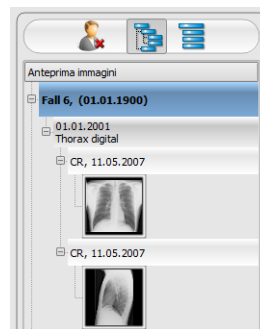 Anteprima immagini
Fall 6, (01.01.1900)
01.01.2001
Thorax digital
CR, 11.05.2007
CR, 11.05.2007